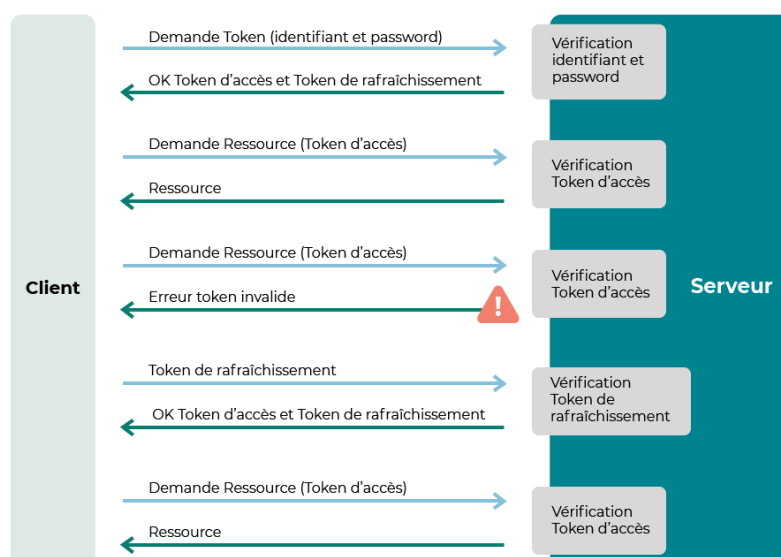 Demande Token (identifiant et password)
Vérification
identifiant et
password
OK Token d'accès et Token de rafraîchissement
Demande Ressource (Token d'accès)
Vérification
Token d'accès
Ressource
Demande Ressource (Token d'accès)
Vérification
Token d'accès
Client
Serveur
Erreur token invalide
!
Token de rafraîchissement
Vérification
Token de
rafraîchissement
OK Token d'accès et Token de rafraîchissement
Demande Ressource (Token d'accès)
Vérification
Token d'accès
Ressource